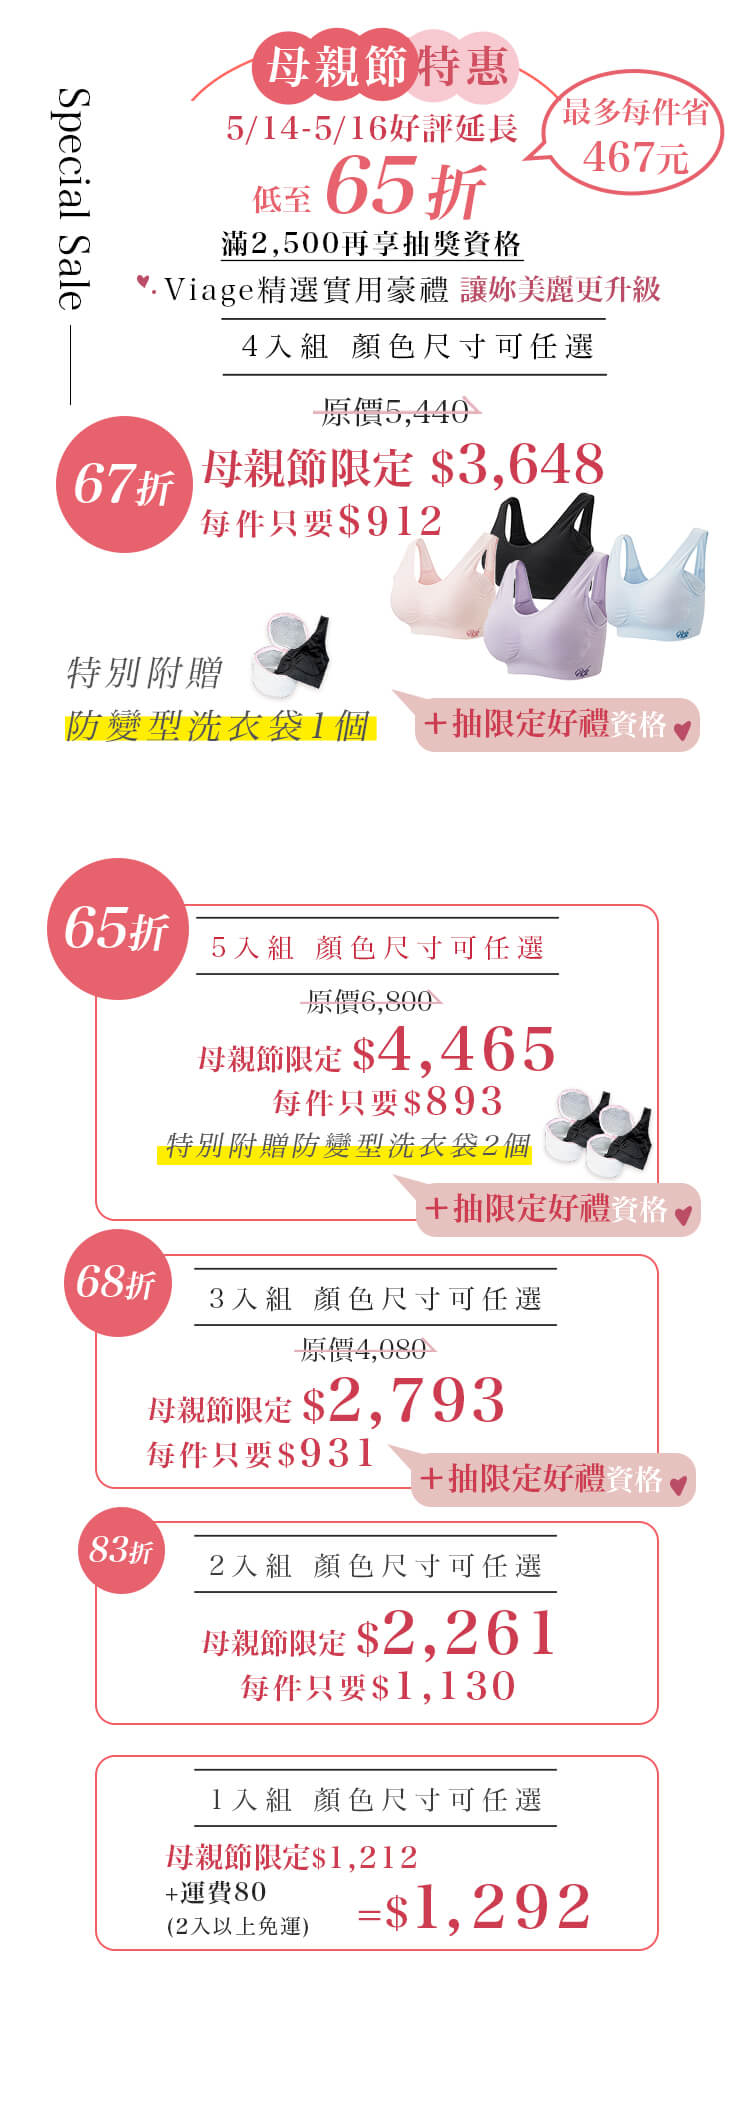 母親節特惠
Special Sale
5/14-5/16好評延長
最多每件省
467元
低至 65折
滿2,500再享抽獎資格
Viage精選實用豪禮 讓妳美麗更升級
4入組 顏色尺寸可任選
原價5,440
67折
母親節限定 $3,648
每件只要$912
特別附贈
防變型洗衣袋1個
+抽限定好禮資格
65折
5入組 顏色尺寸可任選
原價6,800
母親節限定 $4,465
每件只要$893
特別附贈防變型洗衣袋2個
+抽限定好禮資格
68折
3入組 顏色尺寸可任選
原價4,080
母親節限定 $2,793
每件只要$931
+抽限定好禮資格
83折
2入組 顏色尺寸可任選
母親節限定 $2,261
每件只要$1,130
1入組 顏色尺寸可任選
母親節限定$1,212
+運費80
(2入以上免運)
=$1,292